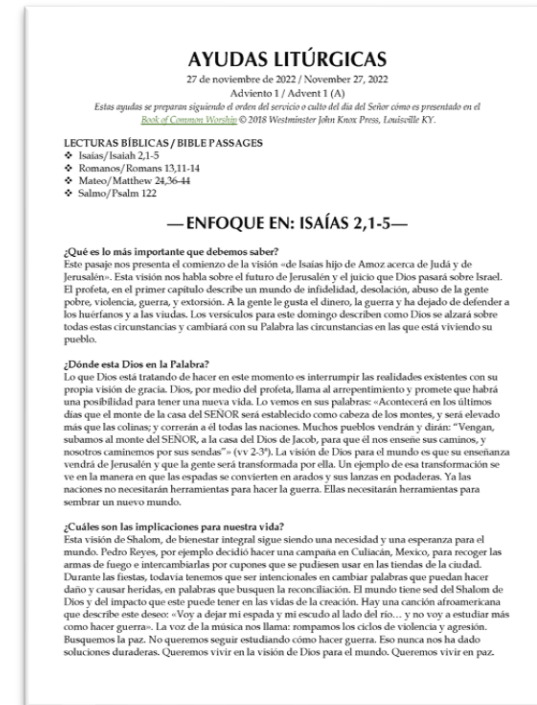 AYUDAS LITÚRGICAS
27 de noviembre de 2022 / November 27, 2022
Adviento 1 / Advent 1 (A)
Estas ayudas se preparan siguiendo el orden del servicio o culto del día del Señor cómo es presentado en el
Book of Common Worship © 2018 Westminster John Knox Press, Louisville KY.
LECTURAS BÍBLICAS / BIBLE PASSAGES
❖ Isaías/Isaiah 2,1-5
❖ Romanos/Romans 13,11-14
❖ Mateo/Matthew 24,36-44
❖ Salmo/Psalm 122
—ENFOQUE EN: ISAÍAS 2,1-5—
¿Qué es lo más importante que debemos saber?
Este pasaje nos presenta el comienzo de la visión «de Isaías hijo de Amoz acerca de Judá y de
Jerusalén». Esta visión nos habla sobre el futuro de Jerusalén y el juicio que Dios pasará sobre Israel.
El profeta, en el primer capítulo describe un mundo de infidelidad, desolación, abuso de la gente
pobre, violencia, guerra, y extorsión. A la gente le gusta el dinero, la guerra y ha dejado de defender a
los huérfanos y a las viudas. Los versículos para este domingo describen como Dios se alzará sobre
todas estas circunstancias y cambiará con su Palabra las circunstancias en las que está viviendo su
pueblo.
¿Dónde esta Dios en la Palabra?
Lo que Dios está tratando de hacer en este momento es interrumpir las realidades existentes con su
propia visión de gracia. Dios, por medio del profeta, llama al arrepentimiento y promete que habrá
una posibilidad para tener una nueva vida. Lo vemos en sus palabras: «Acontecerá en los últimos
días que el monte de la casa del SEÑOR será establecido como cabeza de los montes, y será elevado
más que las colinas; y correrán a él todas las naciones. Muchos pueblos vendrán y dirán: "Vengan,
subamos al monte del SEÑOR, a la casa del Dios de Jacob, para que él nos enseñe sus caminos, y
nosotros caminemos por sus sendas"» (vv 2-3ª). La visión de Dios para el mundo es que su enseñanza
vendrá de Jerusalén y que la gente será transformada por ella. Un ejemplo de esa transformación se
ve en la manera en que las espadas se convierten en arados y sus lanzas en podaderas. Ya las
naciones no necesitarán herramientas para hacer la guerra. Ellas necesitarán herramientas para
sembrar un nuevo mundo.
¿Cuáles son las implicaciones para nuestra vida?
Esta visión de Shalom, de bienestar integral sigue siendo una necesidad y una esperanza para el
mundo. Pedro Reyes, por ejemplo decidió hacer una campaña en Culiacán, Mexico, para recoger las
armas de fuego e intercambiarlas por cupones que se pudiesen usar en las tiendas de la ciudad.
Durante las fiestas, todavía tenemos que ser intencionales en cambiar palabras que puedan hacer
daño y causar heridas, en palabras que busquen la reconciliación. El mundo tiene sed del Shalom de
Dios y del impacto que este puede tener en las vidas de la creación. Hay una canción afroamericana
que describe este deseo: «Voy a dejar mi espada y mi escudo al lado del río… y no voy a estudiar más
como hacer guerra». La voz de la música nos llama: rompamos los ciclos de violencia y agresión.
Busquemos la paz. No queremos seguir estudiando cómo hacer guerra. Eso nunca nos ha dado
soluciones duraderas. Queremos vivir en la visión de Dios para el mundo. Queremos vivir en paz.